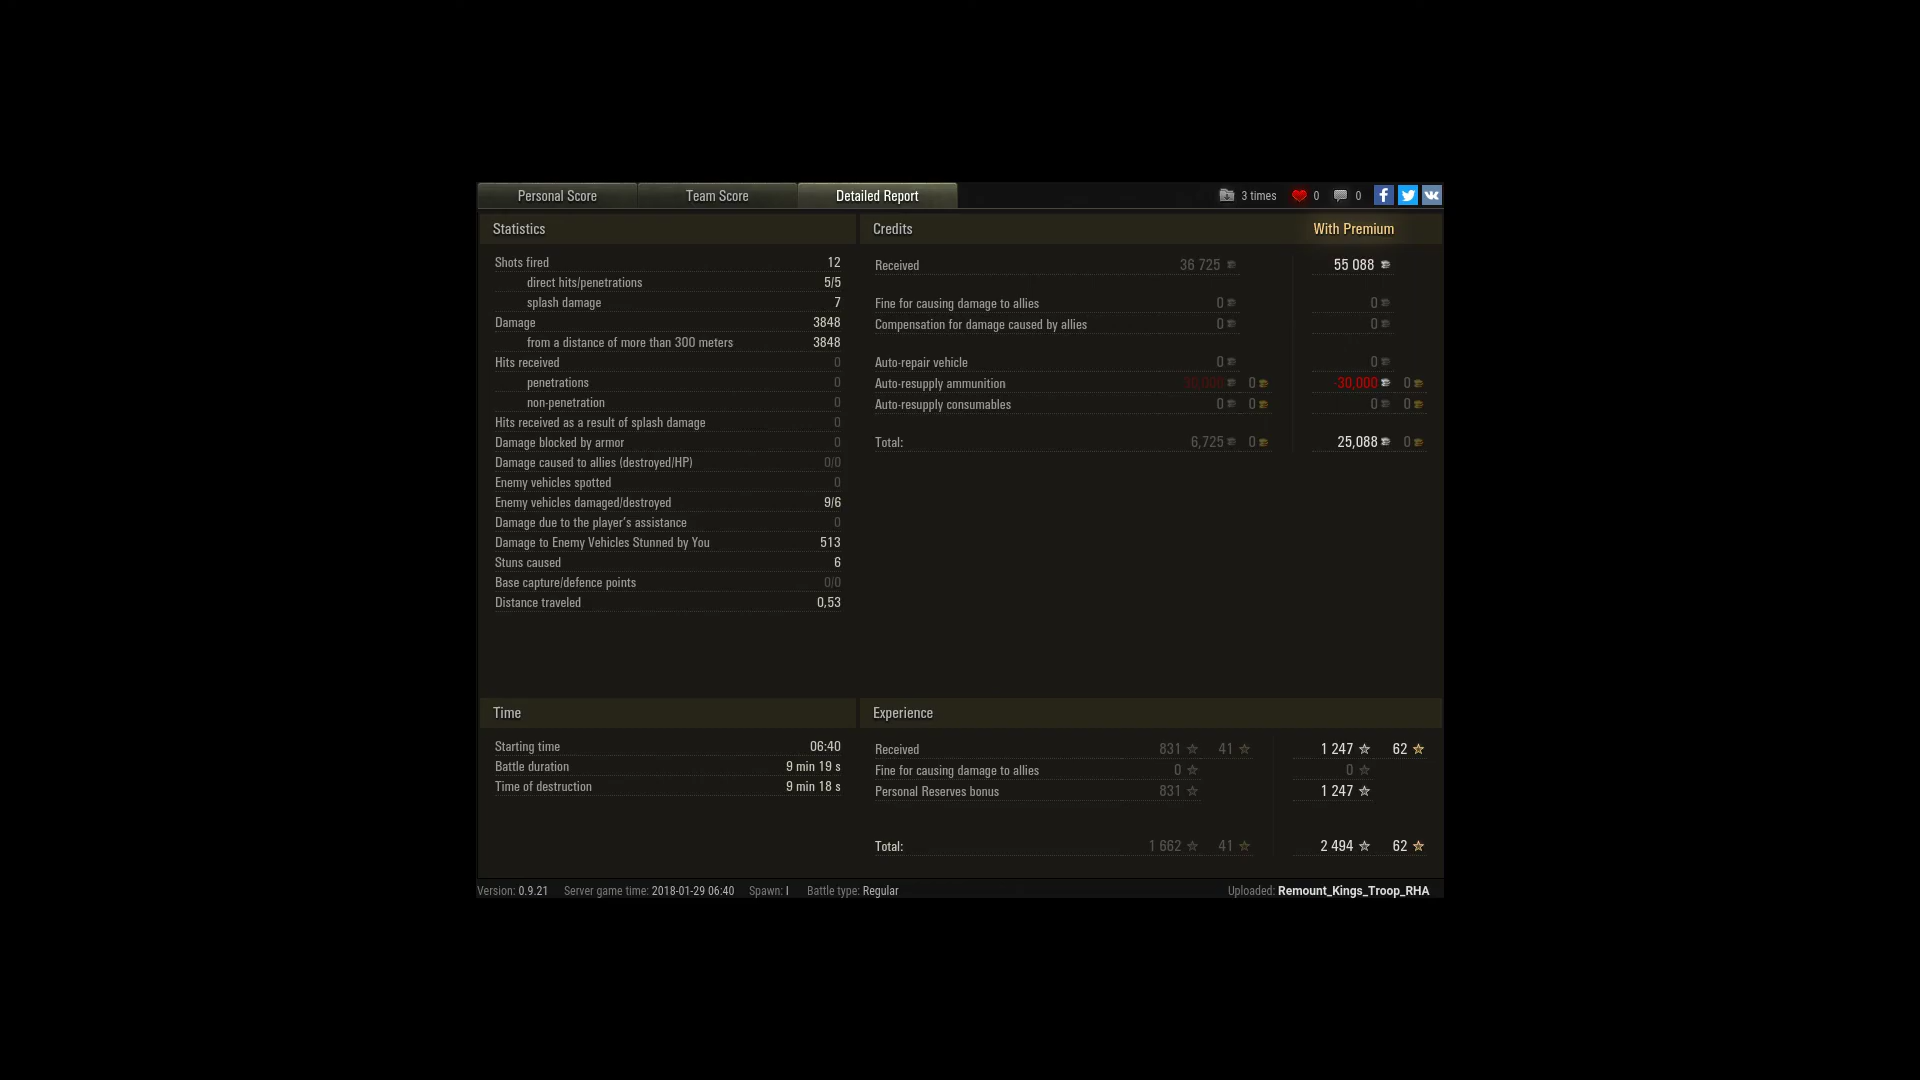 Personal Score Team Score Detailed Report 3 times 0 0
Statistics
Shots fired 12
direct hits/penetrations 5/5
splash damage 7
Damage 3848
from a distance of more than 300 meters 3848
Hits received 0
penetrations 0
non-penetration 0
Hits received as a result of splash damage 0
Damage blocked by armor 0
Damage caused to allies (destroyed/HP) 0/0
Enemy vehicles spotted 0
Enemy vehicles damaged/destroyed 9/6
Damage due to the player's assistance 0
Damage to Enemy Vehicles Stunned by You 513
Stuns caused 6
Base capture/defence points 0/0
Distance traveled 0,53
Credits With Premium
Received 36 725 55 088
Fine for causing damage to allies 0 0
Compensation for damage caused by allies 0 0
Auto-repair vehicle 0 0
Auto-resupply ammunition 0 -30,000 0
Auto-resupply consumables 0 0 0 0
Total: 6,725 0 25,088 0
Time
Starting time 06:40
Battle duration 9 min 19 s
Time of destruction 9 min 18 s
Experience
Received 831 41 1 247 62
Fine for causing damage to allies 0 0
Personal Reserves bonus 831 1 247
Total: 1 662 41 2 494 62
Version: 0.9.21 Server game time: 2018-01-29 06:40 Spawn: I Battle type: Regular Uploaded: Remount_Kings_Troop_RHA